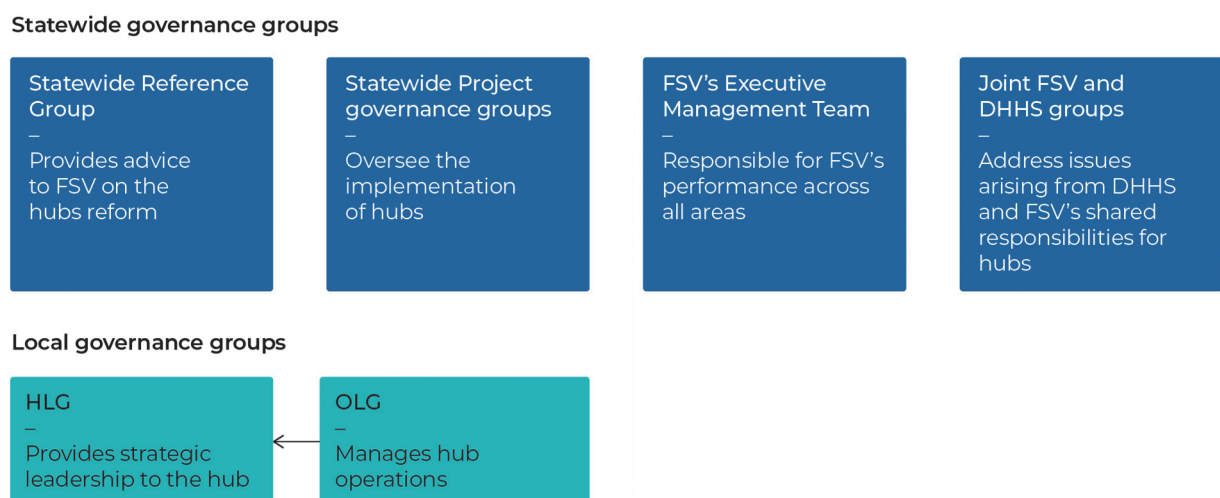 Statewide governance groups
Statewide Reference
Group
–
Provides advice
to FSV on the
hubs reform
Statewide Project
governance groups
–
Oversee the
implementation
of hubs
FSV’s Executive
Management Team
–
Responsible for FSV’s
performance across
all areas
Joint FSV and
DHHS groups
–
Address issues
arising from DHHS
and FSV’s shared
responsibilities for
hubs
Local governance groups
HLG
–
Provides strategic
leadership to the hub
OLG
–
Manages hub
operations